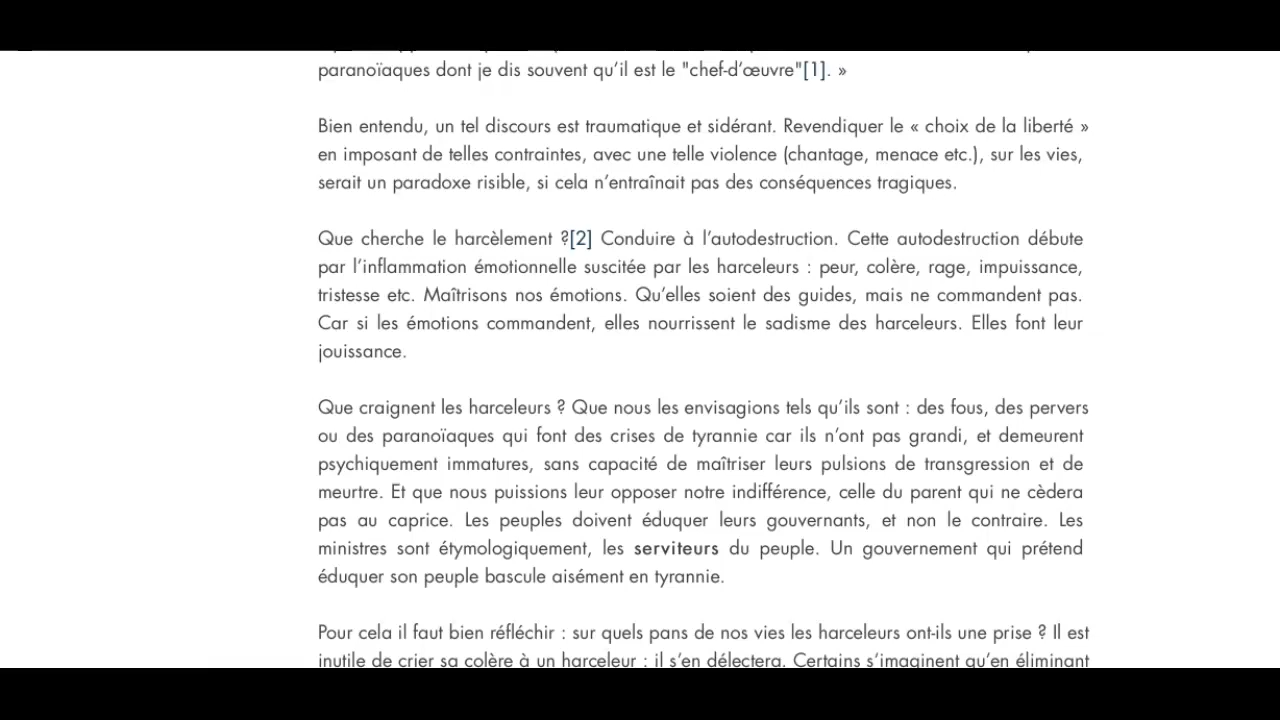 paranoïaques dont je dis souvent qu’il est le "chef-d’œuvre"[1]. »
Bien entendu, un tel discours est traumatique et sidérant. Revendiquer le « choix de la liberté »
en imposant de telles contraintes, avec une telle violence (chantage, menace etc.), sur les vies,
serait un paradoxe risible, si cela n’entraînait pas des conséquences tragiques.
Que cherche le harcèlement ?[2] Conduire à l’autodestruction. Cette autodestruction débute
par l’inflammation émotionnelle suscitée par les harceleurs : peur, colère, rage, impuissance,
tristesse etc. Maîtrisons nos émotions. Qu’elles soient des guides, mais ne commandent pas.
Car si les émotions commandent, elles nourrissent le sadisme des harceleurs. Elles font leur
jouissance.
Que craignent les harceleurs ? Que nous les envisagions tels qu’ils sont : des fous, des pervers
ou des paranoïaques qui font des crises de tyrannie car ils n’ont pas grandi, et demeurent
psychiquement immatures, sans capacité de maîtriser leurs pulsions de transgression et de
meurtre. Et que nous puissions leur opposer notre indifférence, celle du parent qui ne cèdera
pas au caprice. Les peuples doivent éduquer leurs gouvernants, et non le contraire. Les
ministres sont étymologiquement, les serviteurs du peuple. Un gouvernement qui prétend
éduquer son peuple bascule aisément en tyrannie.
Pour cela il faut bien réfléchir : sur quels pans de nos vies les harceleurs ont-ils une prise ? Il est
inutile de crier sa colère à un harceleur : il s’en délectera. Certains s’imaginent qu’en éliminant